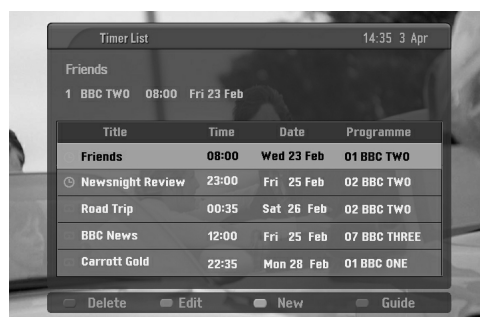 Timer List 14:35 3 Apr
Friends
1 BBC TWO 08:00 Fri 23 Feb
Title Time Date Programme
Friends 08:00 Wed 23 Feb 01 BBC TWO
Newsnight Review 23:00 Fri 25 Feb 02 BBC TWO
Road Trip 00:35 Sat 26 Feb 02 BBC TWO
BBC News 12:00 Fri 25 Feb 07 BBC THREE
Carrott Gold 22:35 Mon 28 Feb 01 BBC ONE
Delete Edit New Guide